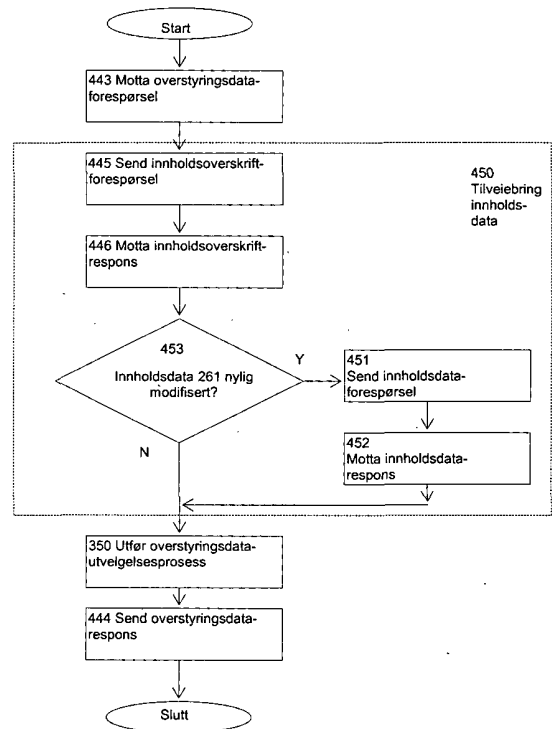 Start
443 Motta overstyringsdata-
forespørsel
445 Send innholdsoverskrift-
forespørsel
450
Tilveiebring
innholds-
data
446 Motta innholdsoverskrift-
respons
453
Innholdsdata 261 nylig
modifisert?
Y
451
Send innholdsdata-
forespørsel
N
452
Motta innholdsdata-
respons
350 Utfør overstyringsdata-
utvelgelsesprosess
444 Send overstyringsdata-
respons
Slutt